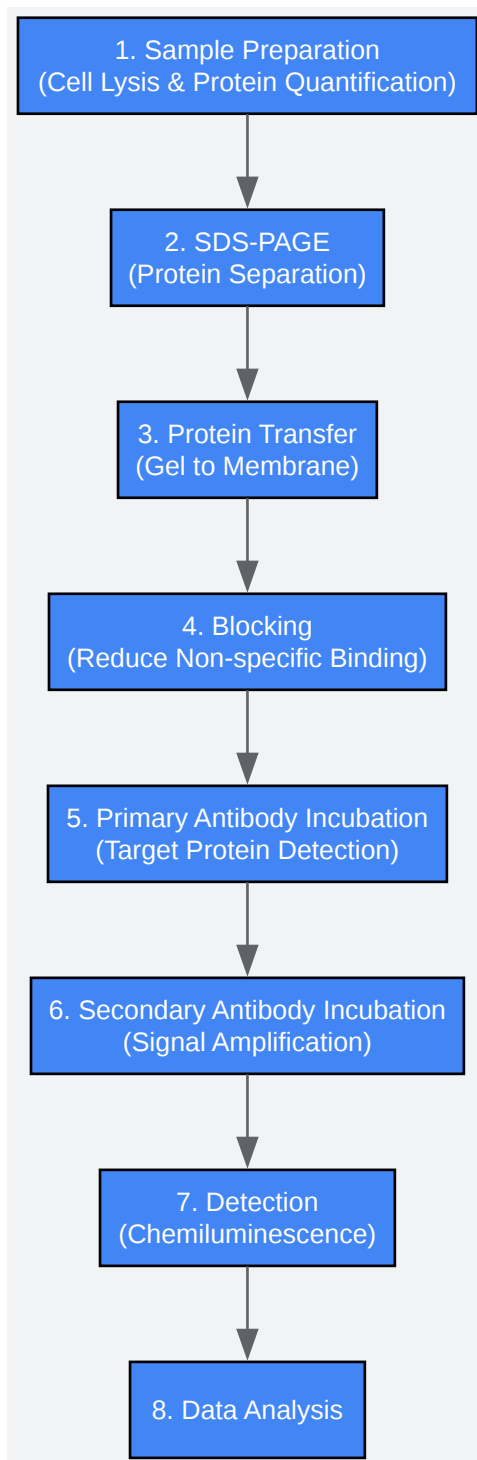 1. Sample Preparation
(Cell Lysis & Protein Quantification)
2. SDS-PAGE
(Protein Separation)
3. Protein Transfer
(Gel to Membrane)
4. Blocking
(Reduce Non-specific Binding)
5. Primary Antibody Incubation
(Target Protein Detection)
6. Secondary Antibody Incubation
(Signal Amplification)
7. Detection
(Chemiluminescence)
8. Data Analysis